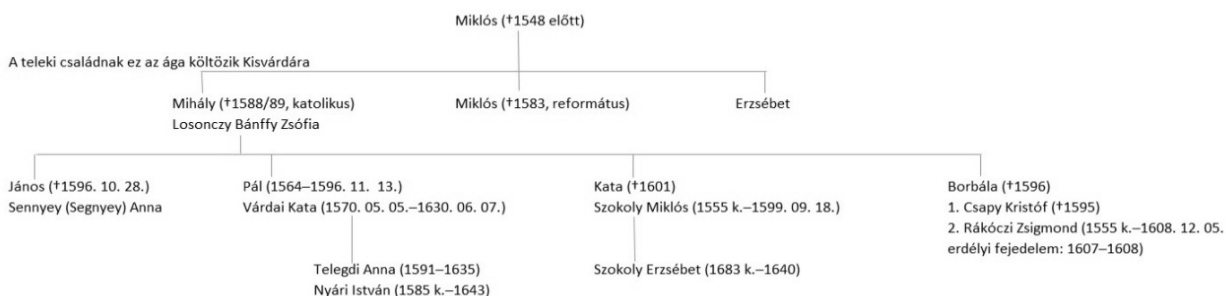 Miklós (†1548 előtt)
A teleki családnak ez az ága költözik Kisvárdára
Mihály (†1588/89, katolikus)
Losonczy Bánffy Zsófia
Miklós (†1583, református)
Erzsébet
János (†1596. 10. 28.)
Sennyey (Segnyey) Anna
Pál (1564–1596. 11. 13.)
Várdai Kata (1570. 05. 05.–1630. 06. 07.)
Kata (†1601)
Szokoly Miklós (1555 k.–1599. 09. 18.)
Borbála (†1596)
1. Csapy Kristóf (†1595)
2. Rákóczi Zsigmond (1555 k.–1608. 12. 05.
erdélyi fejedelem: 1607–1608)
Telegdi Anna (1591–1635)
Nyári István (1585 k.–1643)
Szokoly Erzsébet (1683 k.–1640)